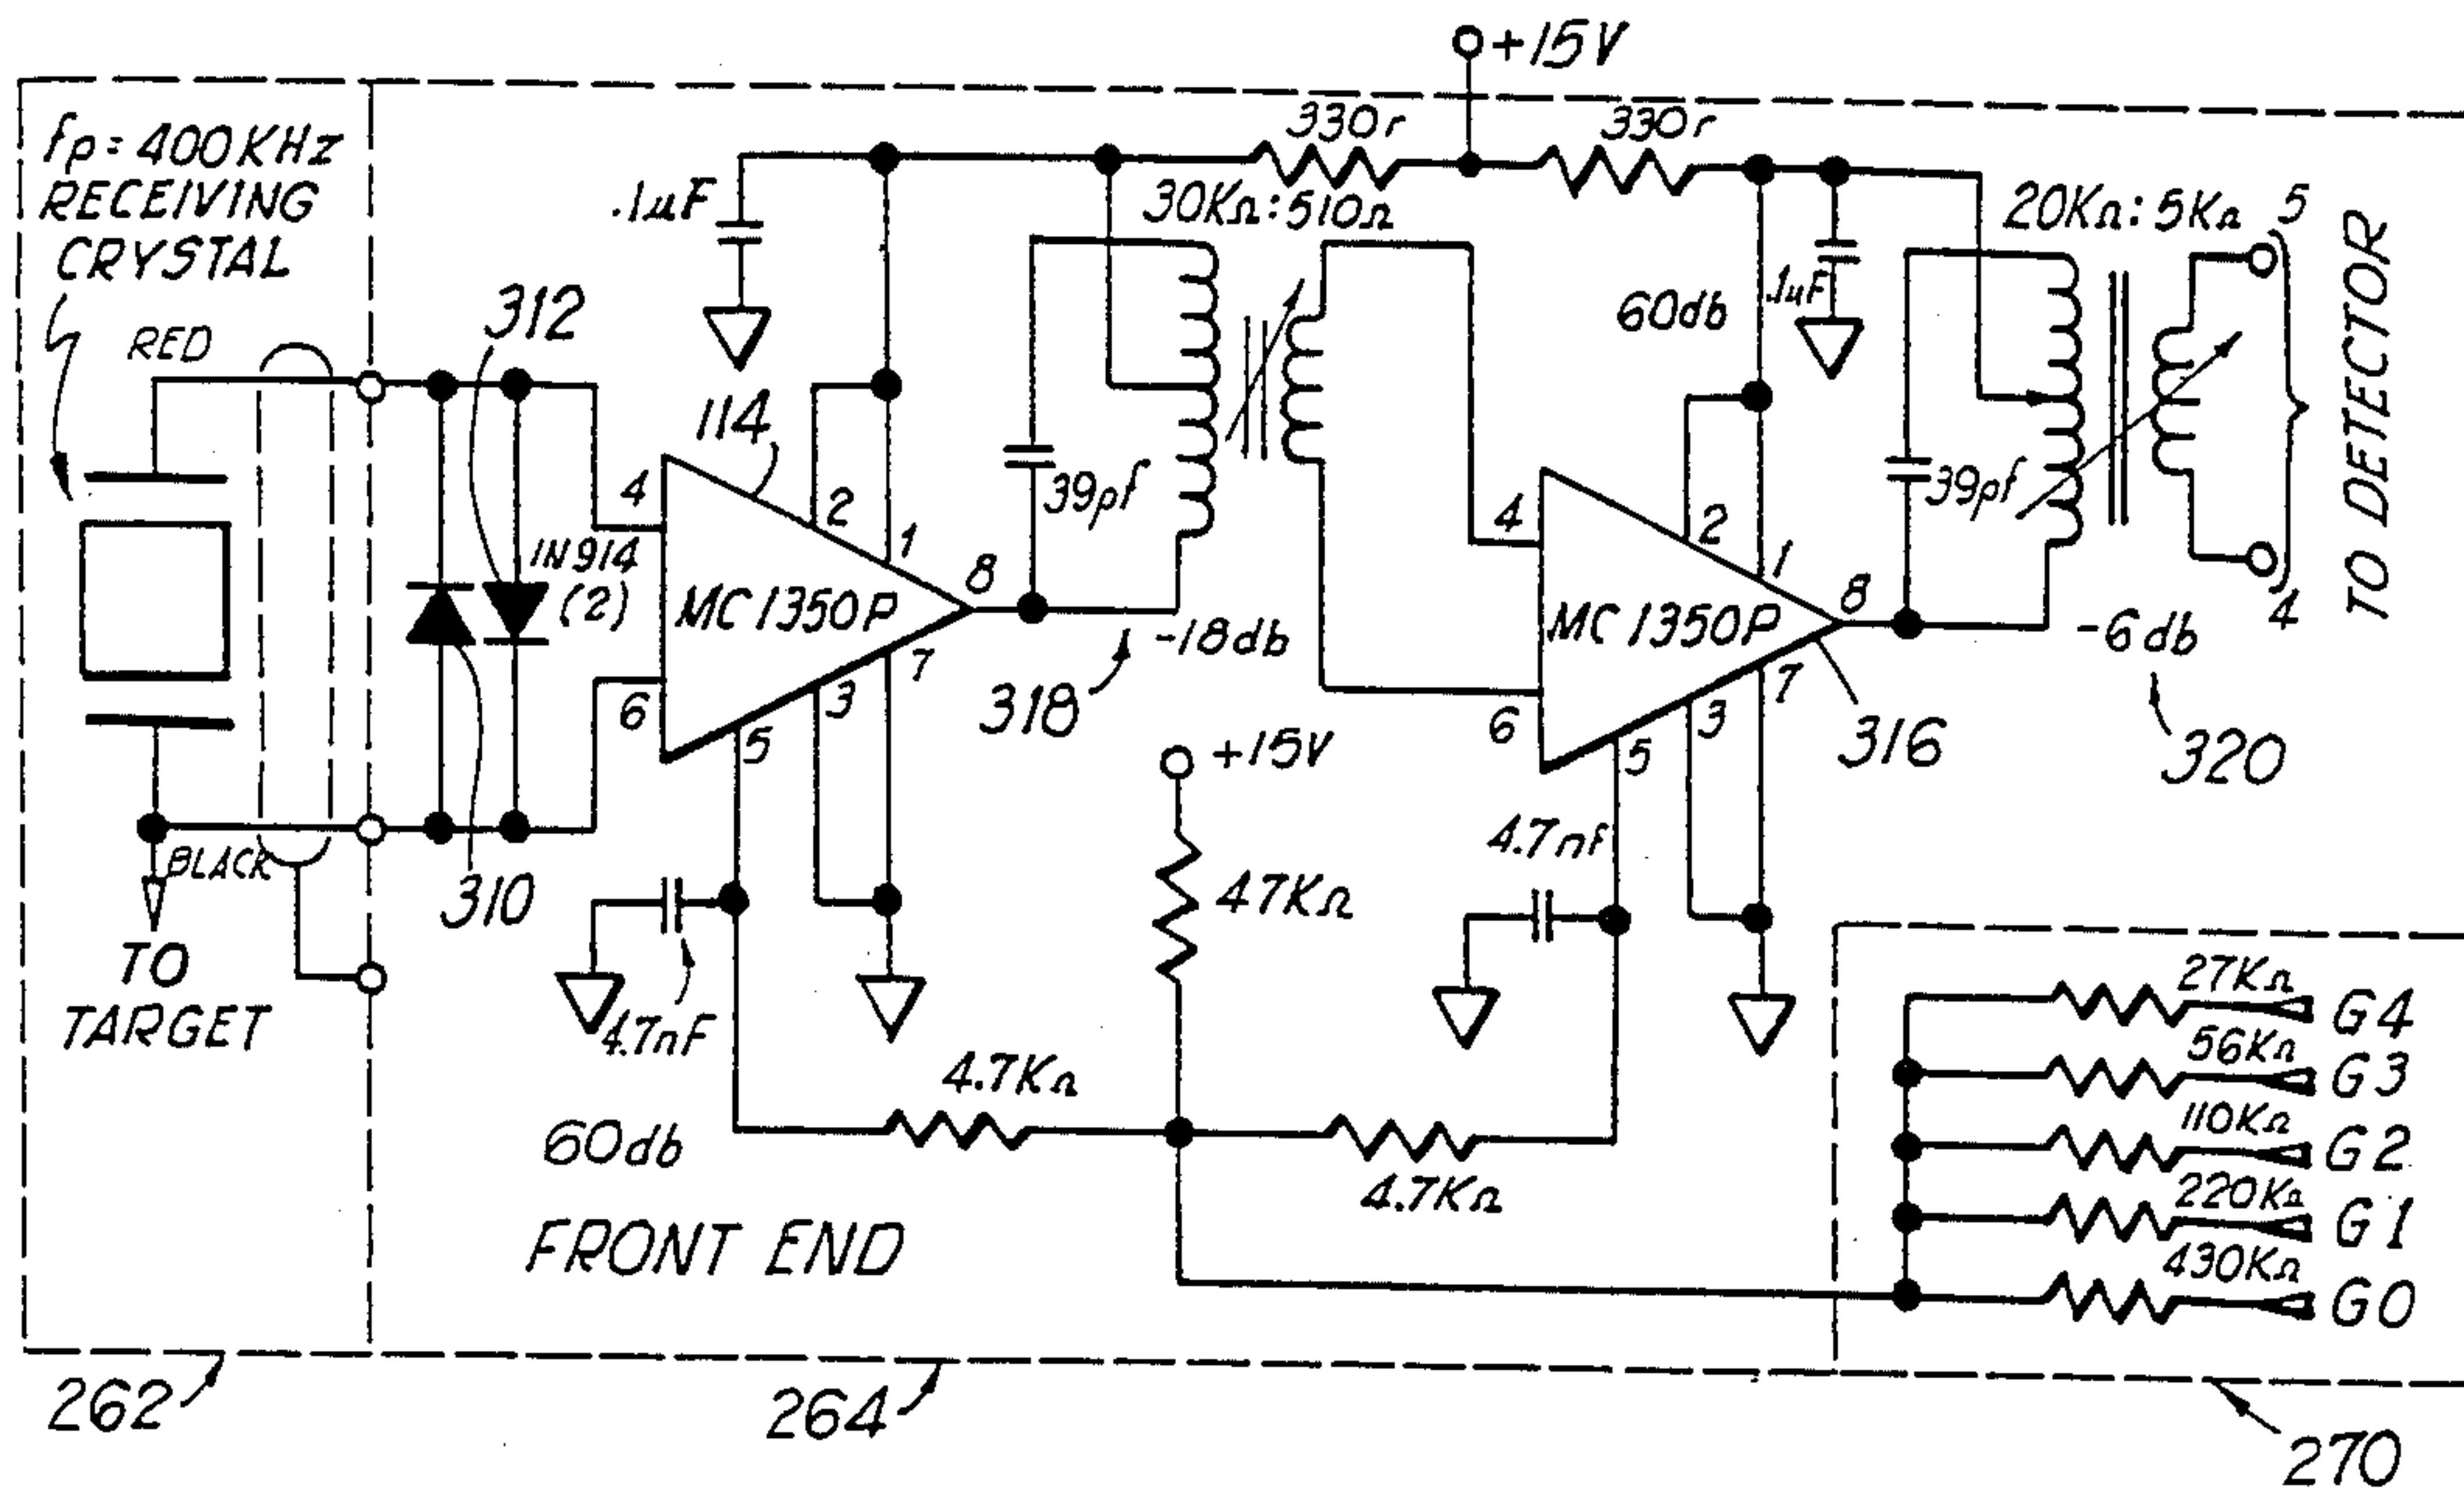 +15V
fp = 400KHz
RECEIVING
CRYSTAL
330r
330r
.1uF
30KΩ:510Ω
20KΩ:5KΩ
5
312
RED
60db
.1uF
TO DETECTOR
114
4
2
1
39pf
8
1N914
(2)
MC1350P
-18db
318
6
5
3
7
4
2
1
39pf
8
4
MC1350P
-6db
320
6
5
3
7
316
+15V
BLACK
310
TO
TARGET
4.7nF
47KΩ
4.7nf
27KΩ
G4
56KΩ
G3
110KΩ
G2
220KΩ
G1
430KΩ
G0
4.7KΩ
4.7KΩ
60db
FRONT END
262
264
270